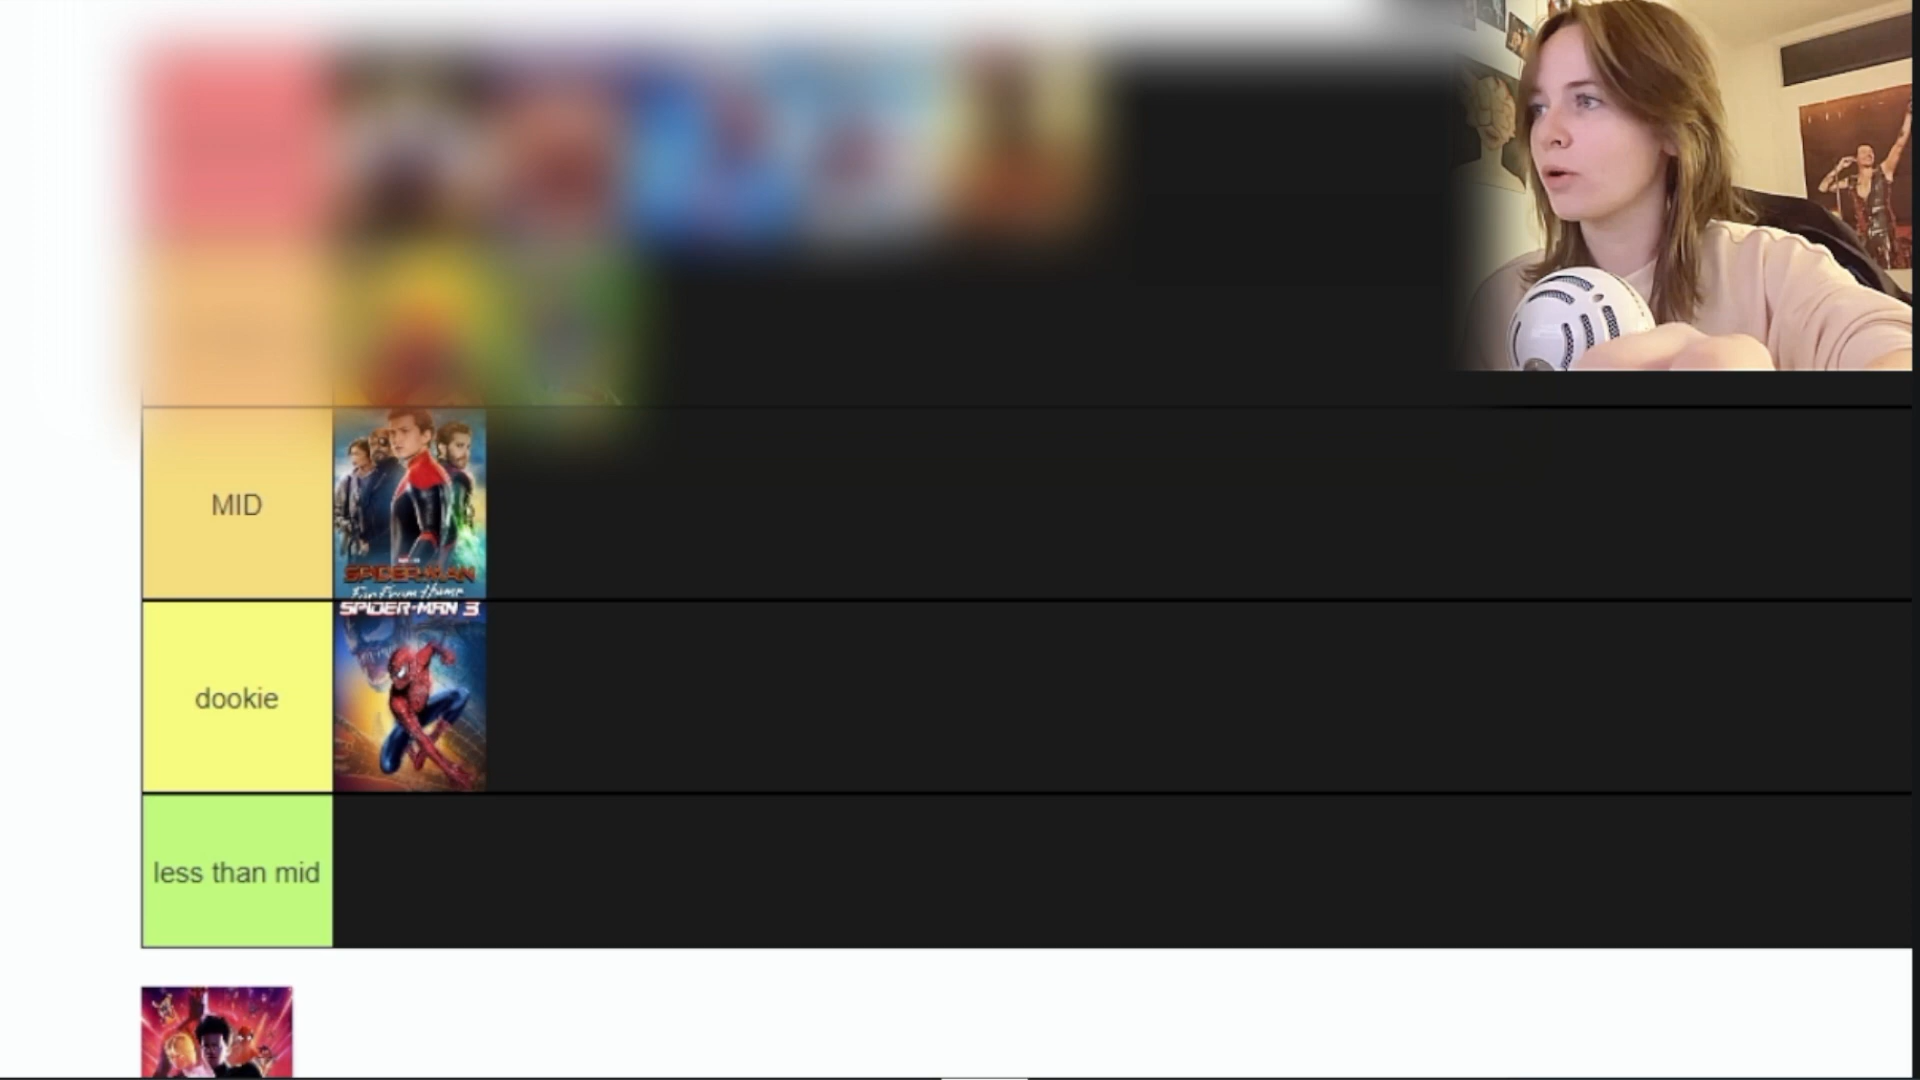 MID
SPIDER-MAN
Far From Home
SPIDER-MAN 3
dookie
less than mid